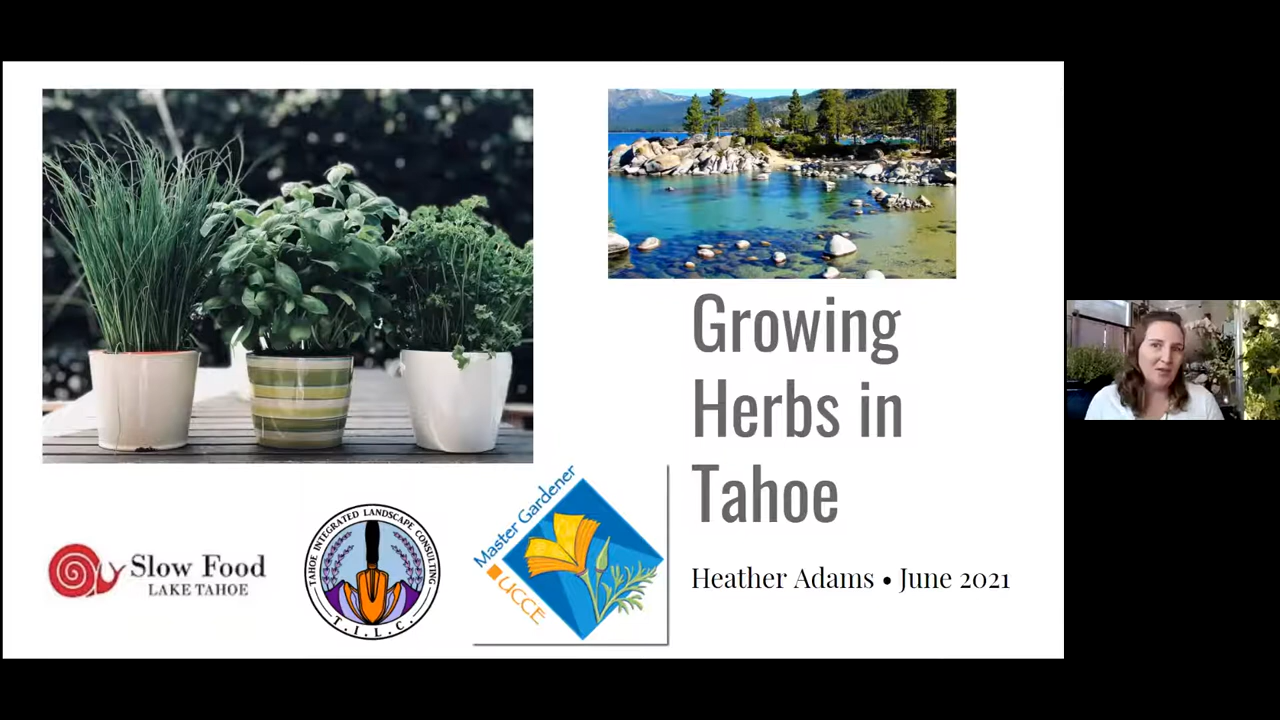 Growing
Herbs in
Tahoe
Heather Adams • June 2021
Slow Food
LAKE TAHOE
TAHOE INTEGRATED LANDSCAPE CONSULTING
T.I.L.C.
Master Gardener
UCCE